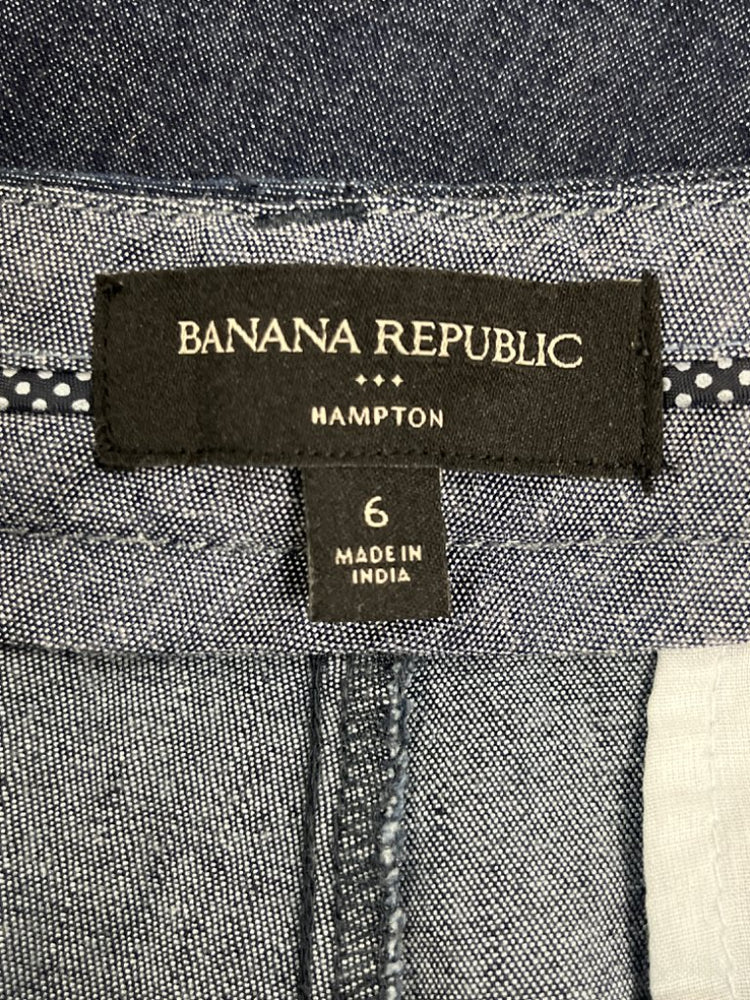 BANANA REPUBLIC
HAMPTON
6
MADE IN
INDIA